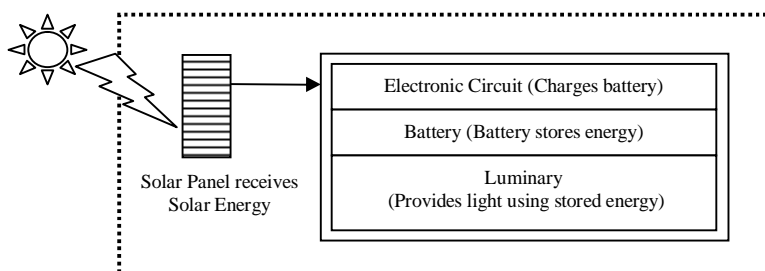 Electronic Circuit (Charges battery)
Battery (Battery stores energy)
Solar Panel receives
Solar Energy
Luminary
(Provides light using stored energy)